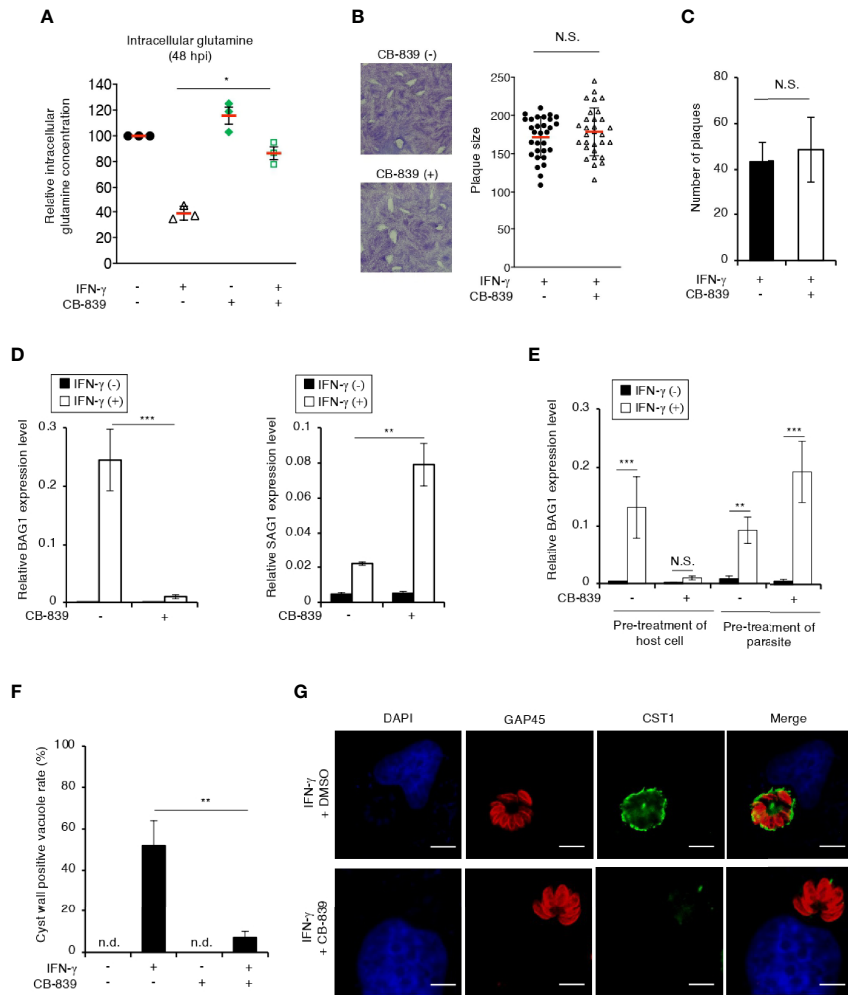 A
Intracellular glutamine
(48 hpi)
Relative intracellular
glutamine concentration
140
120
100
80
60
40
20
0
*
IFN-γ - + - +
CB-839 - - + +
B
CB-839 (-)
CB-839 (+)
N.S.
Plaque size
250
200
150
100
50
250
IFN-γ + +
CB-839 - +
C
N.S.
Number of plaques
80
60
40
20
0
IFN-γ + +
CB-839 - +
D
IFN-γ (-)
IFN-γ (+)
***
Relative BAG1 expression level
0.3
0.2
0.1
0
CB-839 - +
IFN-γ (-)
IFN-γ (+)
**
Relative SAG1 expression level
0.1
0.08
0.06
0.04
0.02
0
CB-839 - +
E
IFN-γ (-)
IFN-γ (+)
Relative BAG1 expression level
0.3
0.2
0.1
0
***
N.S.
**
***
CB-839 - + - +
Pre-treatment of
host cell
Pre-treatment of
parasite
F
Cyst wall positive vacuole rate (%)
100
80
60
40
20
0
**
n.d.
n.d.
IFN-γ - + - +
CB-839 - - + +
G
DAPI GAP45 CST1 Merge
IFN-γ
+ DMSO
IFN-γ
+ CB-839